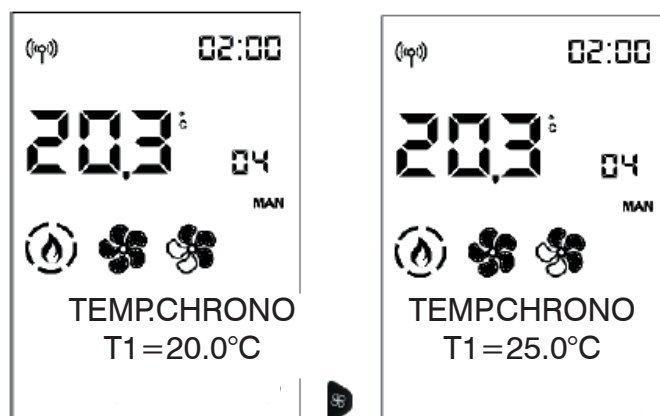 02:00
20,3 °C
04
MAN
TEMP.CHRONO
T1=20.0°C
02:00
20,3 °C
04
MAN
TEMP.CHRONO
T1=25.0°C